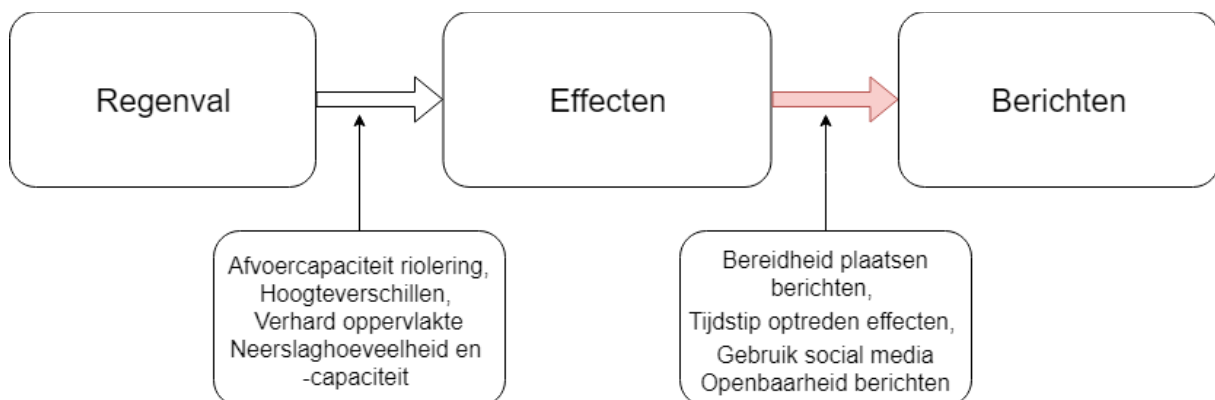 Regenval
Effecten
Berichten
Afvoercapaciteit riolering,
Hoogteverschillen,
Verhard oppervlakte
Neerslaghoeveelheid en
-capaciteit
Bereidheid plaatsen
berichten,
Tijdstip optreden effecten,
Gebruik social media
Openbaarheid berichten